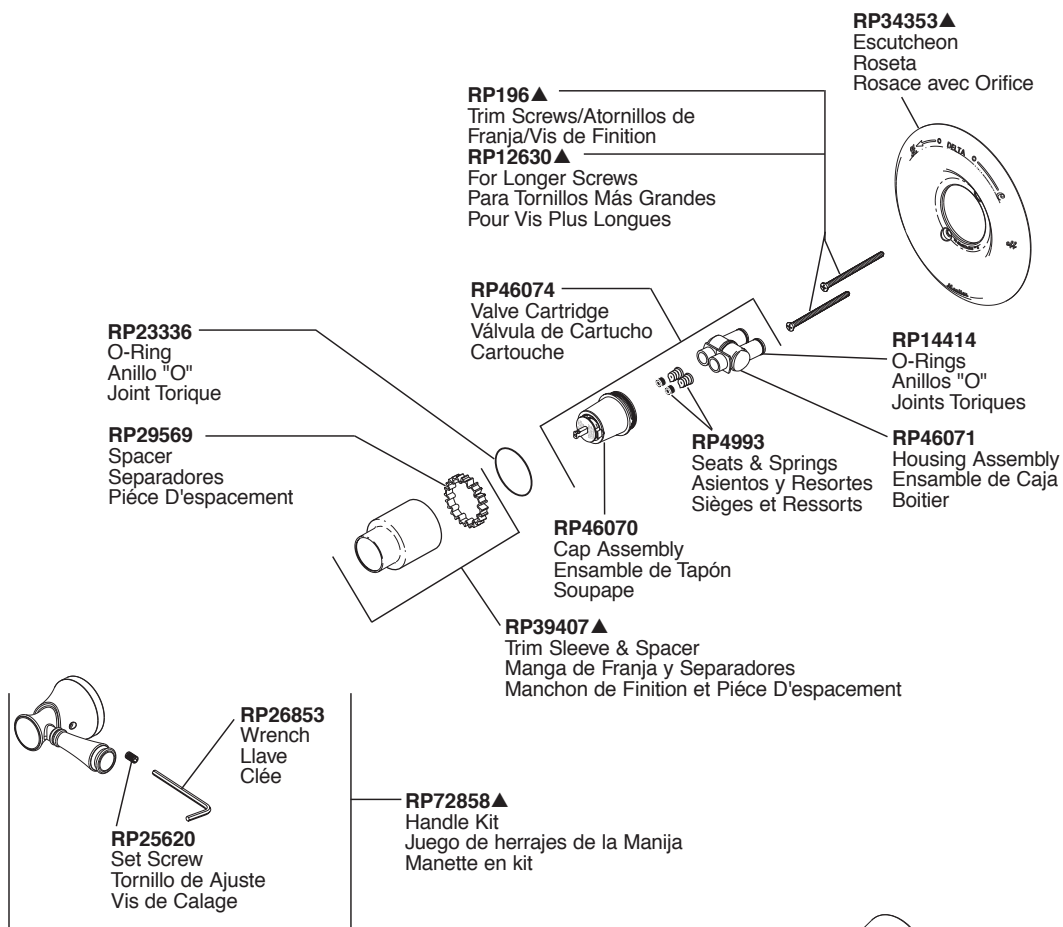 RP34353▲
Escutcheon
Roseta
Rosace avec Orifice
RP196▲
Trim Screws/Atornillos de
Franja/Vis de Finition
RP12630▲
For Longer Screws
Para Tornillos Más Grandes
Pour Vis Plus Longues
DELTA
RP46074
Valve Cartridge
Válvula de Cartucho
Cartouche
RP23336
O-Ring
Anillo "O"
Joint Torique
RP14414
O-Rings
Anillos "O"
Joints Toriques
RP29569
Spacer
Separadores
Piéce D'espacement
RP4993
Seats & Springs
Asientos y Resortes
Sièges et Ressorts
RP46071
Housing Assembly
Ensamble de Caja
Boitier
RP46070
Cap Assembly
Ensamble de Tapón
Soupape
RP39407▲
Trim Sleeve & Spacer
Manga de Franja y Separadores
Manchon de Finition et Piéce D'espacement
RP26853
Wrench
Llave
Clée
RP25620
Set Screw
Tornillo de Ajuste
Vis de Calage
RP72858▲
Handle Kit
Juego de herrajes de la Manija
Manette en kit